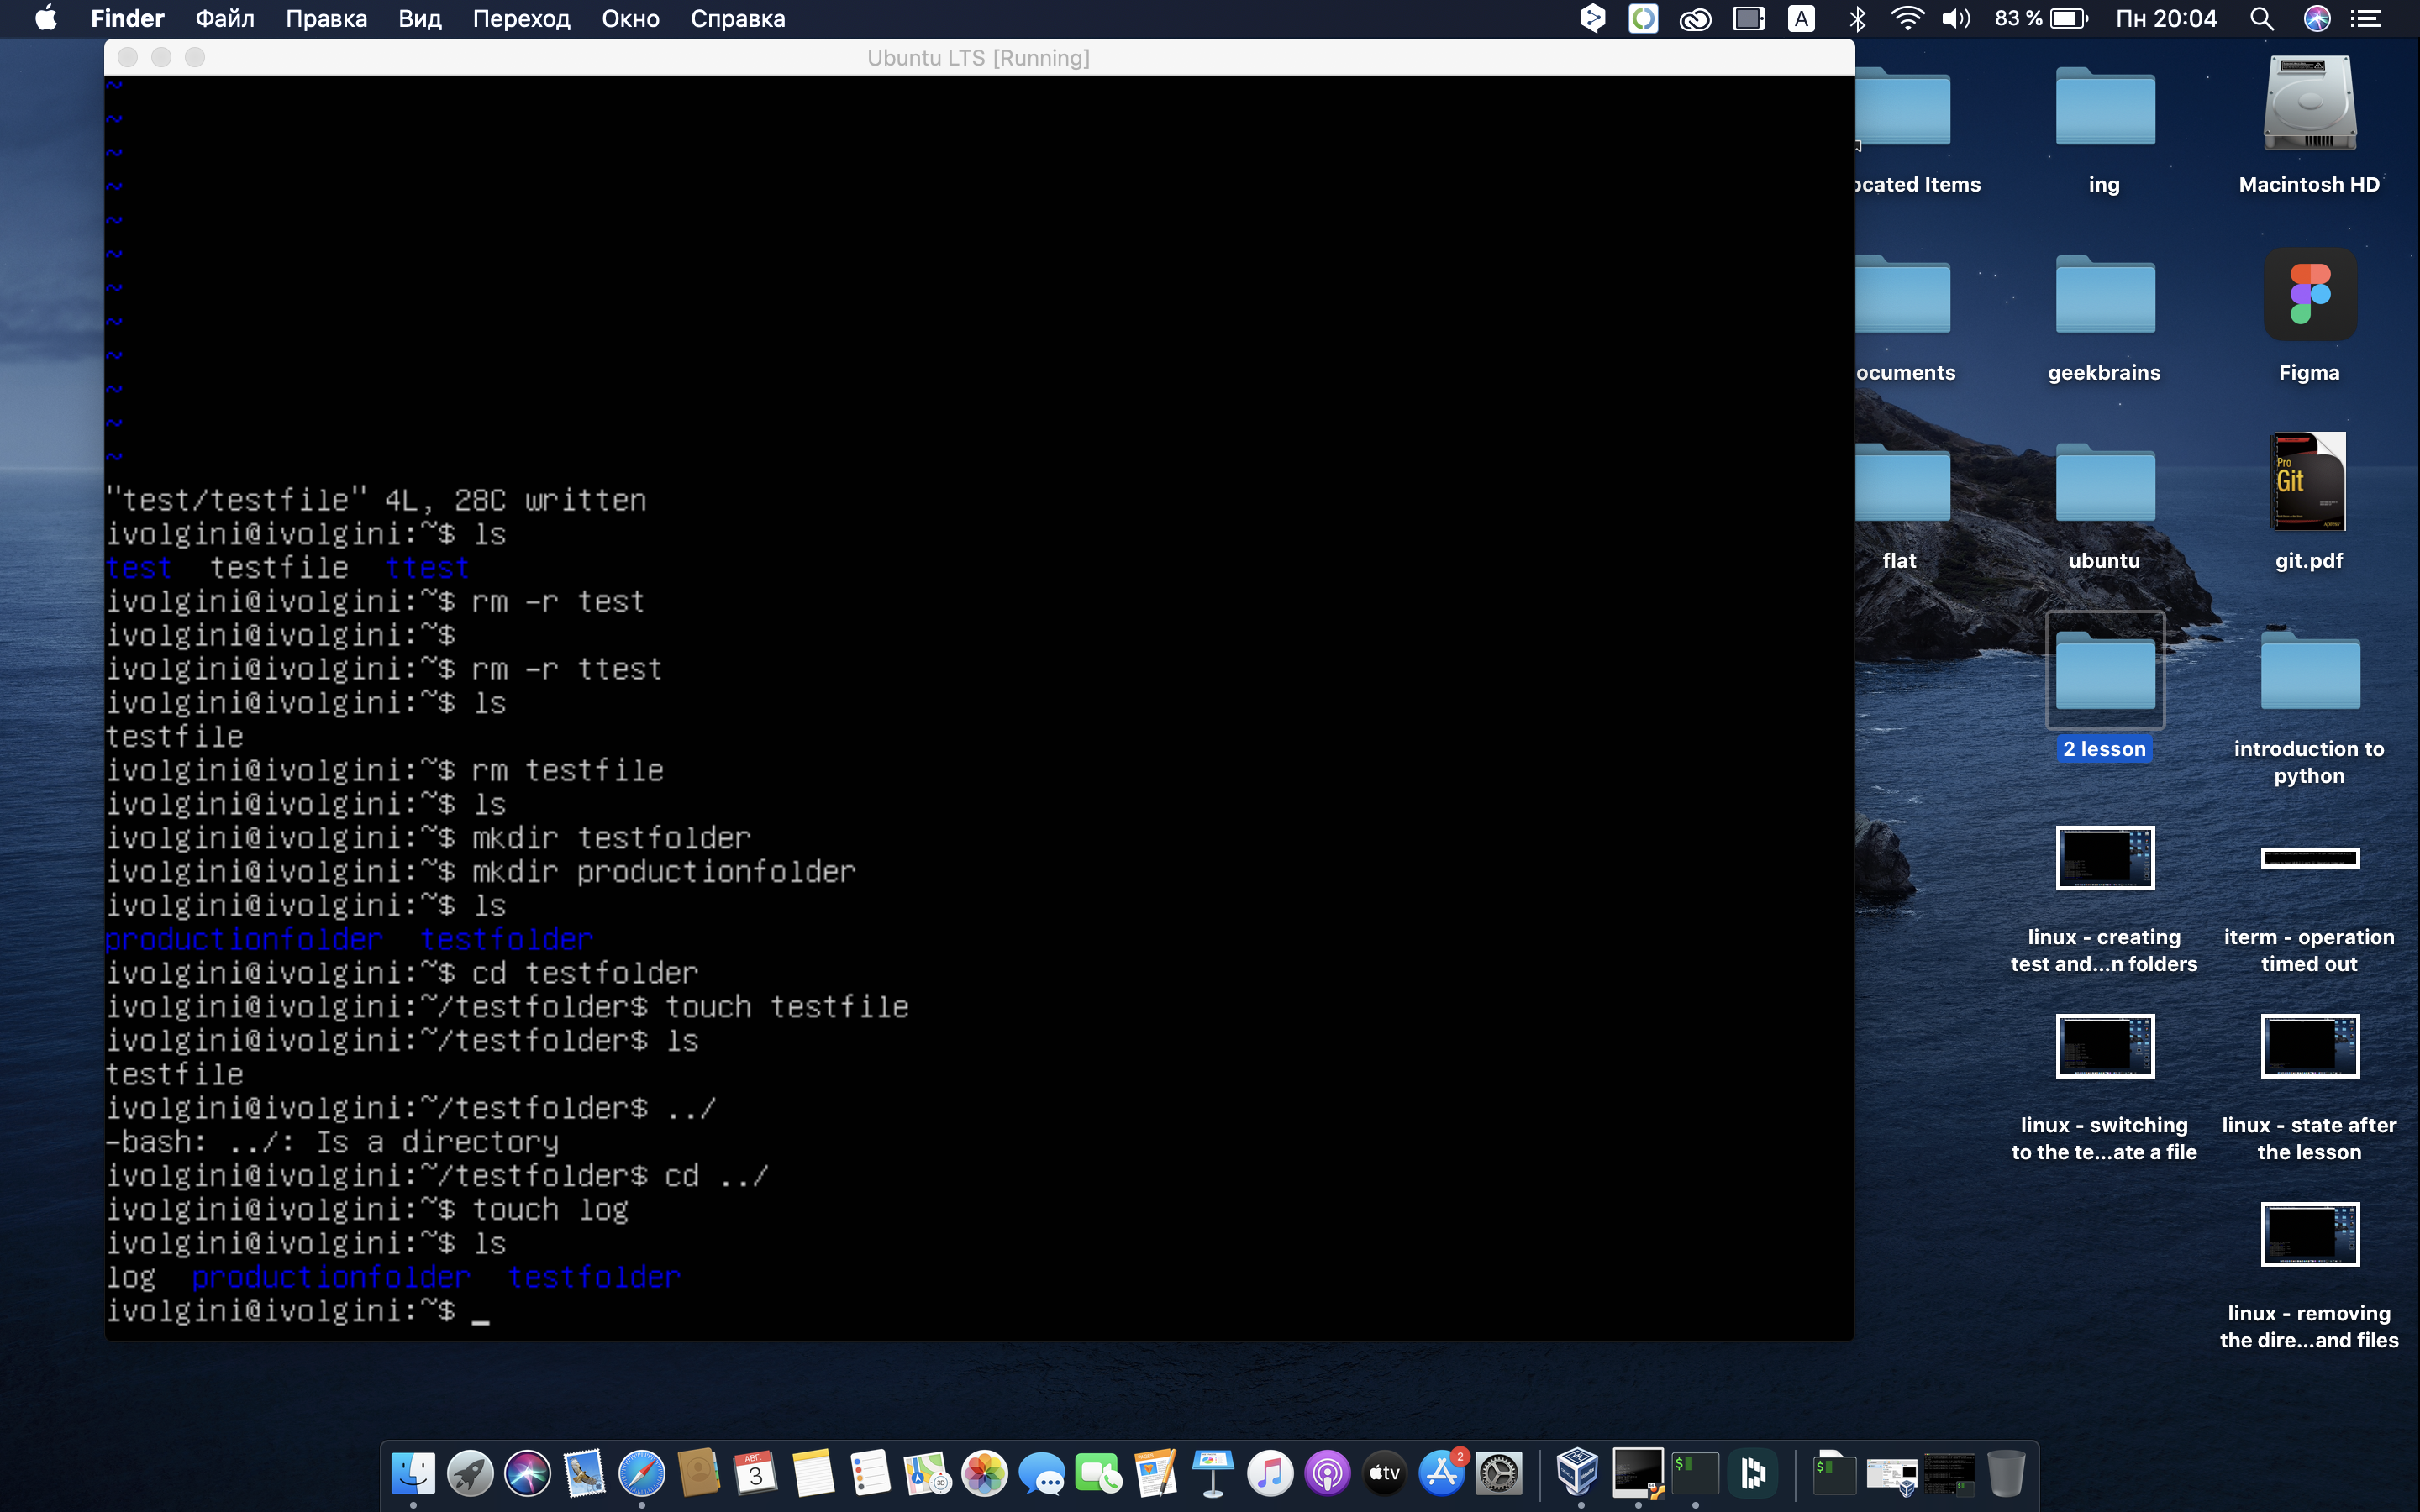 Finder Файл Правка Вид Переход Окно Справка A 83 % Пн 20:04
Ubuntu LTS [Running]
~
~
~
~
~
~
~
~
~
~
~
~
"test/testfile" 4L, 28C written
ivolgini@ivolgini:~$ ls
test testfile ttest
ivolgini@ivolgini:~$ rm -r test
ivolgini@ivolgini:~$
ivolgini@ivolgini:~$ rm -r ttest
ivolgini@ivolgini:~$ ls
testfile
ivolgini@ivolgini:~$ rm testfile
ivolgini@ivolgini:~$ ls
ivolgini@ivolgini:~$ mkdir testfolder
ivolgini@ivolgini:~$ mkdir productionfolder
ivolgini@ivolgini:~$ ls
productionfolder testfolder
ivolgini@ivolgini:~$ cd testfolder
ivolgini@ivolgini:~/testfolder$ touch testfile
ivolgini@ivolgini:~/testfolder$ ls
testfile
ivolgini@ivolgini:~/testfolder$ ../
-bash: ../: Is a directory
ivolgini@ivolgini:~/testfolder$ cd ../
ivolgini@ivolgini:~$ touch log
ivolgini@ivolgini:~$ ls
log productionfolder testfolder
ivolgini@ivolgini:~$ _
ocated Items
ing
Macintosh HD
ocuments
geekbrains
Figma
Pro
Git
flat
ubuntu
git.pdf
2 lesson
introduction to
python
linux - creating
test and...n folders
iterm - operation
timed out
linux - switching
to the te...ate a file
linux - state after
the lesson
linux - removing
the dire...and files
АВГ.
3
3D
tv
2
$
$